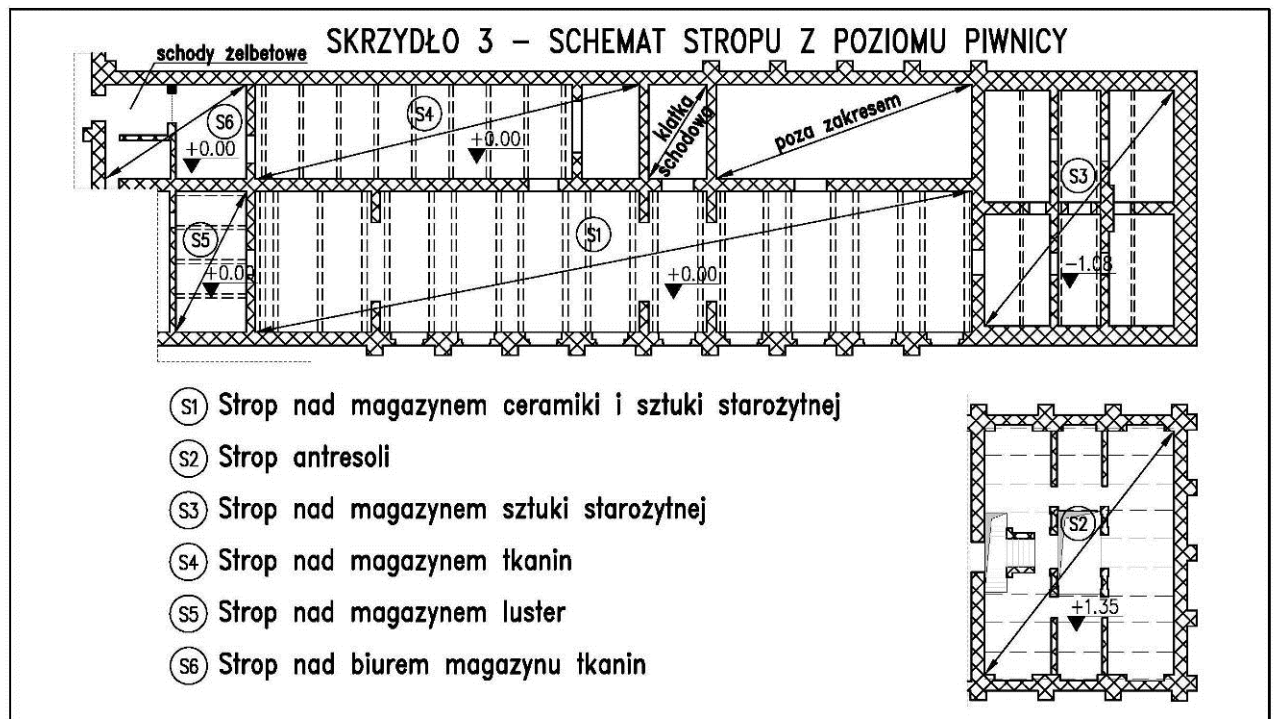 SKRZYDŁO 3 – SCHEMAT STROPU Z POZIOMU PIWNICY
schody żelbetowe
S6
+0.00
S4
+0.00
klatka
schodowa
poza zakresem
S3
-1.08
S5
+0.00
S1
+0.00
S1 Strop nad magazynem ceramiki i sztuki starożytnej
S2 Strop antresoli
S3 Strop nad magazynem sztuki starożytnej
S4 Strop nad magazynem tkanin
S5 Strop nad magazynem luster
S6 Strop nad biurem magazynu tkanin
S2
+1.35